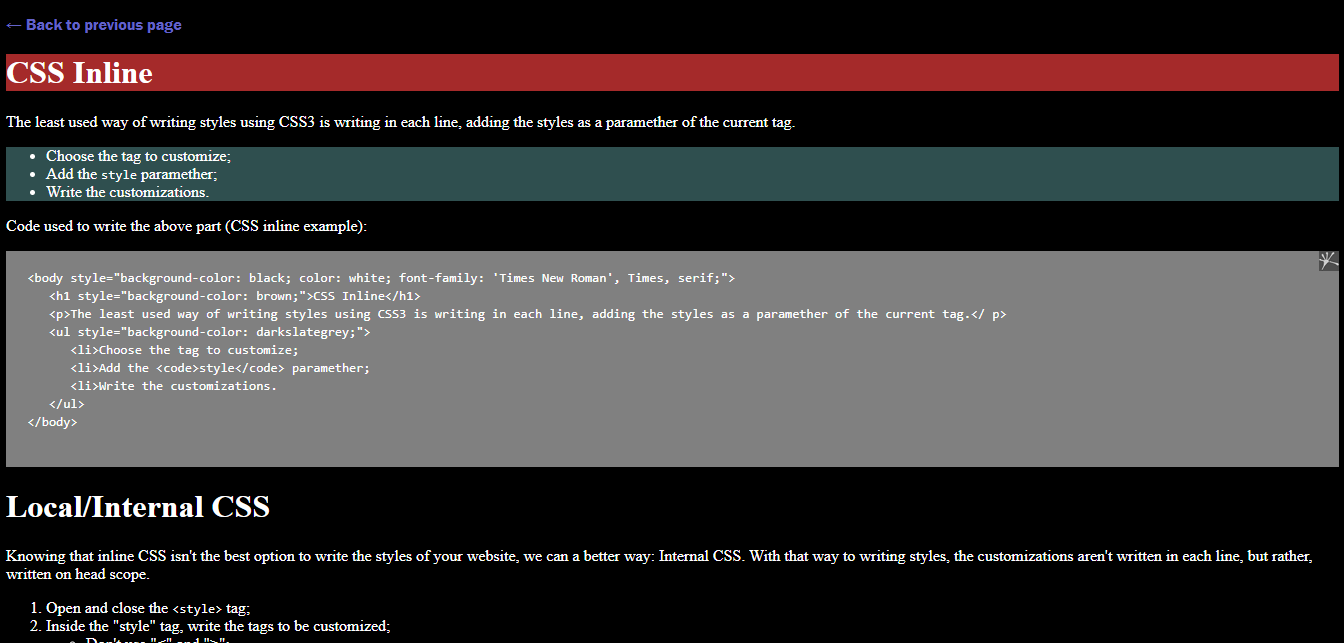 ← Back to previous page
CSS Inline
The least used way of writing styles using CSS3 is writing in each line, adding the styles as a paramether of the current tag.
• Choose the tag to customize;
• Add the style paramether;
• Write the customizations.
Code used to write the above part (CSS inline example):
<body style="background-color: black; color: white; font-family: 'Times New Roman', Times, serif;">
<h1 style="background-color: brown;">CSS Inline</h1>
<p>The least used way of writing styles using CSS3 is writing in each line, adding the styles as a paramether of the current tag.</ p>
<ul style="background-color: darkslategrey;">
<li>Choose the tag to customize;
<li>Add the <code>style</code> paramether;
<li>Write the customizations.
</ul>
</body>
Local/Internal CSS
Knowing that inline CSS isn't the best option to write the styles of your website, we can a better way: Internal CSS. With that way to writing styles, the customizations aren't written in each line, but rather,
written on head scope.
1. Open and close the <style> tag;
2. Inside the "style" tag, write the tags to be customized;
Don't use "<" and ">";